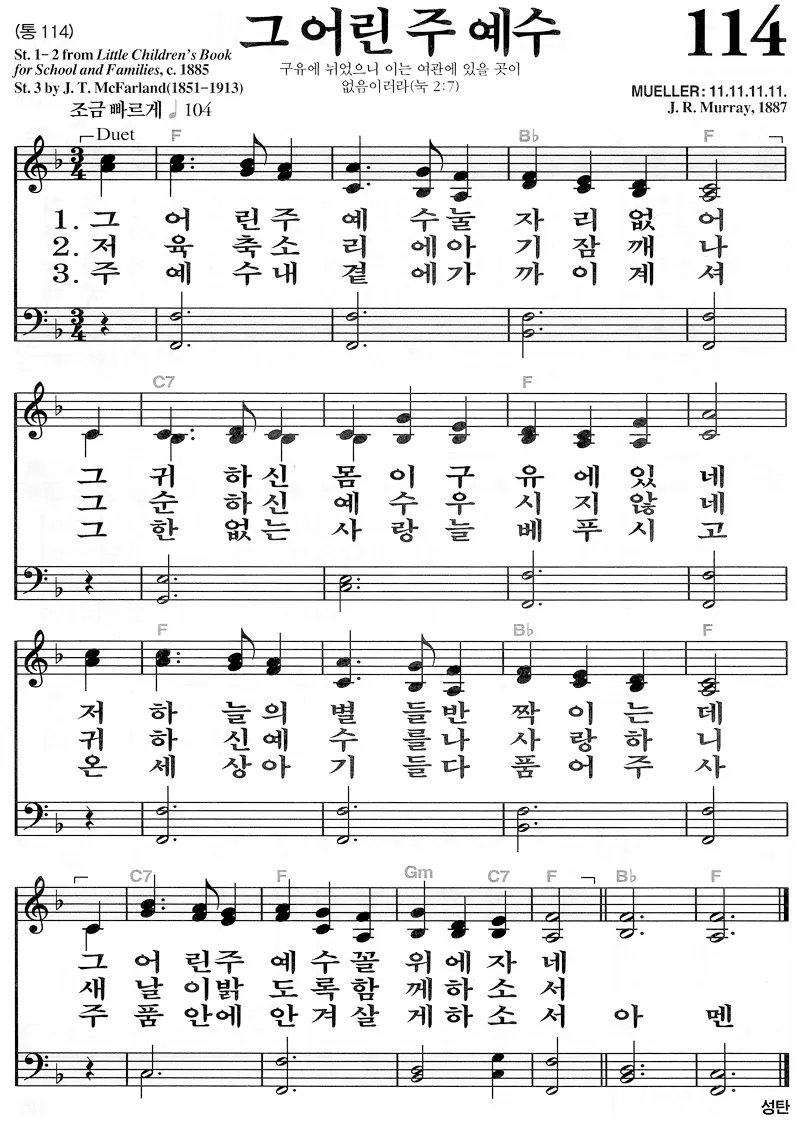 (통 114)
그 어린 주 예수
114
St. 1-2 from Little Children's Book
for School and Families, c. 1885
St. 3 by J. T. McFarland(1851-1913)
구유에 뉘었으니 이는 여관에 있을 곳이
없음이러라(눅 2:7)
MUELLER: 11.11.11.11.
J. R. Murray, 1887
조금 빠르게 ♩ 104
Duet F B♭ F
3/4
1. 그 어 린 주 예 수 눌 자 리 없 어
2. 저 육 축 소 리 에 아 기 잠 깨 나
3. 주 예 수 내 곁 에 가 까 이 계 셔
3/4
C7 F
그 귀 하 신 몸 이 구 유 에 있 네
그 순 하 신 예 수 우 시 지 않 네
그 한 없 는 사 랑 늘 베 푸 시 고
F B♭ F
저 하 늘 의 별 들 반 짝 이 는 데
귀 하 신 예 수 를 나 사 랑 하 니
온 세 상 아 기 들 다 품 어 주 사
C7 F Gm C7 F B♭ F
그 어 린 주 예 수 꼴 위 에 자 네
새 날 이 밝 도 록 함 께 하 소 서
주 품 안 에 안 겨 살 게 하 소 서 아 멘
성탄